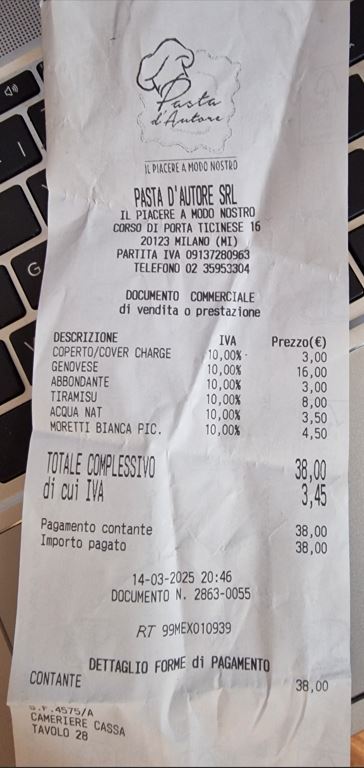 Pasta
d'Autore
IL PIACERE A MODO NOSTRO
PASTA D'AUTORE SRL
IL PIACERE A MODO NOSTRO
CORSO DI PORTA TICINESE 16
20123 MILANO (MI)
PARTITA IVA 09137280963
TELEFONO 02 35953304
DOCUMENTO COMMERCIALE
di vendita o prestazione
DESCRIZIONE IVA Prezzo(€)
COPERTO/COVER CHARGE 10,00% 3,00
GENOVESE 10,00% 16,00
ABBONDANTE 10,00% 3,00
TIRAMISU 10,00% 8,00
ACQUA NAT 10,00% 3,50
MORETTI BIANCA PIC. 10,00% 4,50
TOTALE COMPLESSIVO 38,00
di cui IVA 3,45
Pagamento contante 38,00
Importo pagato 38,00
14-03-2025 20:46
DOCUMENTO N. 2863-0055
RT 99MEX010939
DETTAGLIO FORME di PAGAMENTO
CONTANTE 38,00
4575/A
CAMERIERE CASSA
TAVOLO 28
G